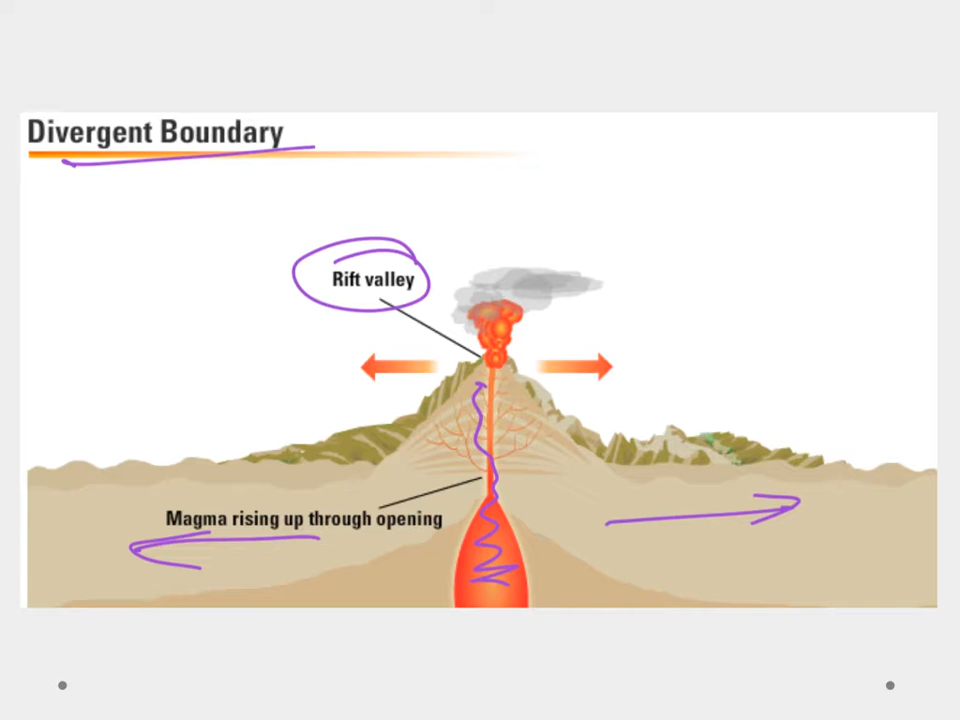 Divergent Boundary
Rift valley
Magma rising up through opening